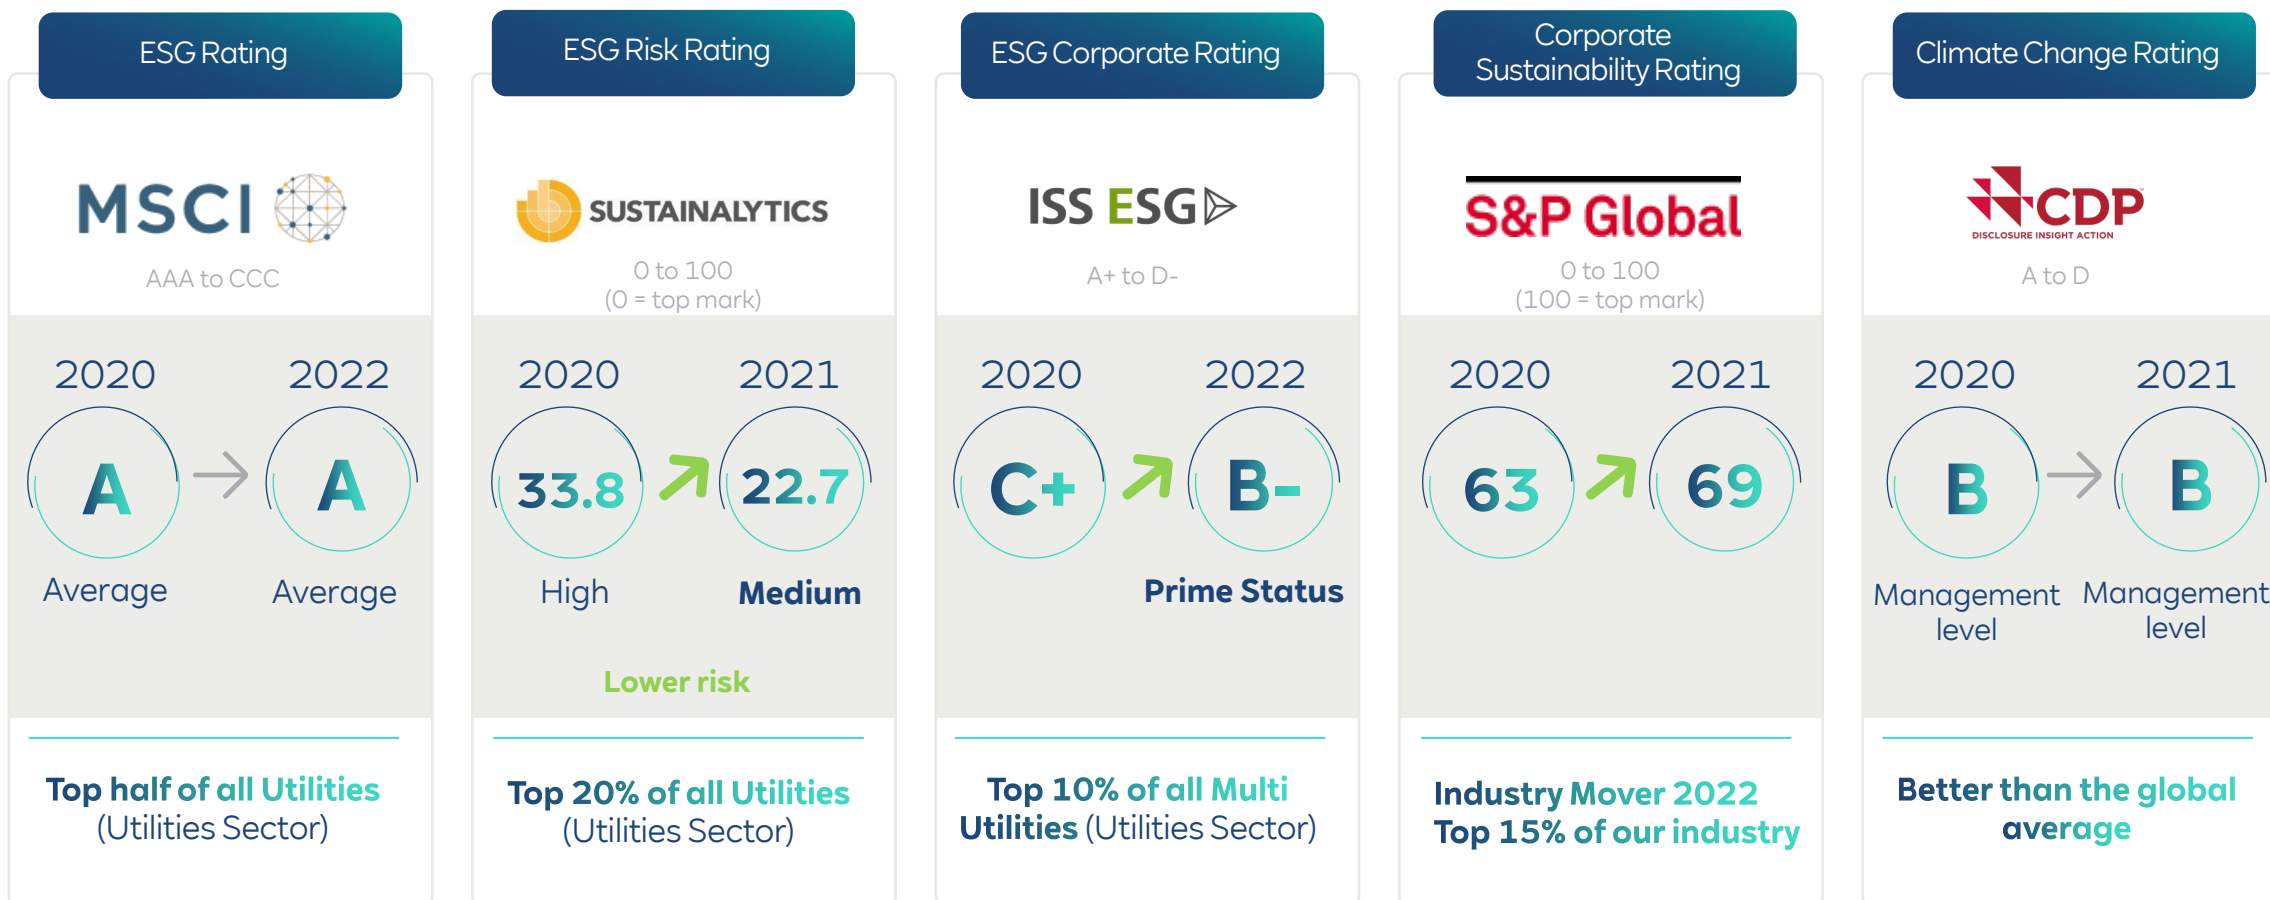 ESG Rating
MSCI
AAA to CCC
2020
2022
A
A
Average
Average
Top half of all Utilities
(Utilities Sector)
ESG Risk Rating
SUSTAINALYTICS
0 to 100
(0 = top mark)
2020
2021
33.8
22.7
High
Medium
Lower risk
Top 20% of all Utilities
(Utilities Sector)
ESG Corporate Rating
ISS ESG
A+ to D-
2020
2022
C+
B-
Prime Status
Top 10% of all Multi
Utilities (Utilities Sector)
Corporate
Sustainability Rating
S&P Global
0 to 100
(100 = top mark)
2020
2021
63
69
Industry Mover 2022
Top 15% of our industry
Climate Change Rating
CDP
DISCLOSURE INSIGHT ACTION
A to D
2020
2021
B
B
Management
level
Management
level
Better than the global
average